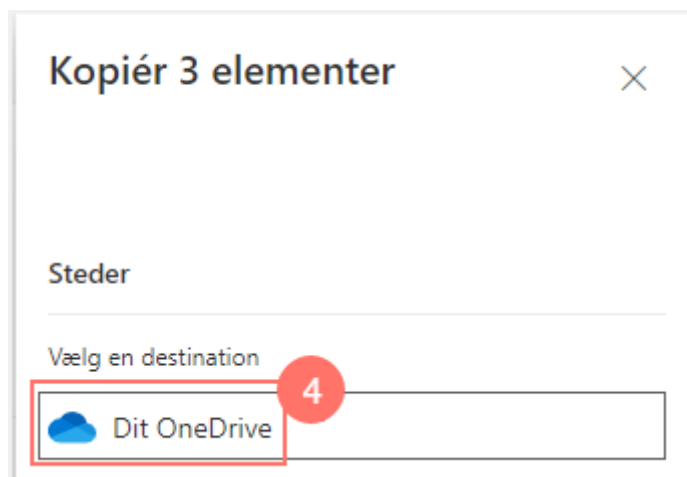 Kopiér 3 elementer
Steder
Vælg en destination
4
Dit OneDrive